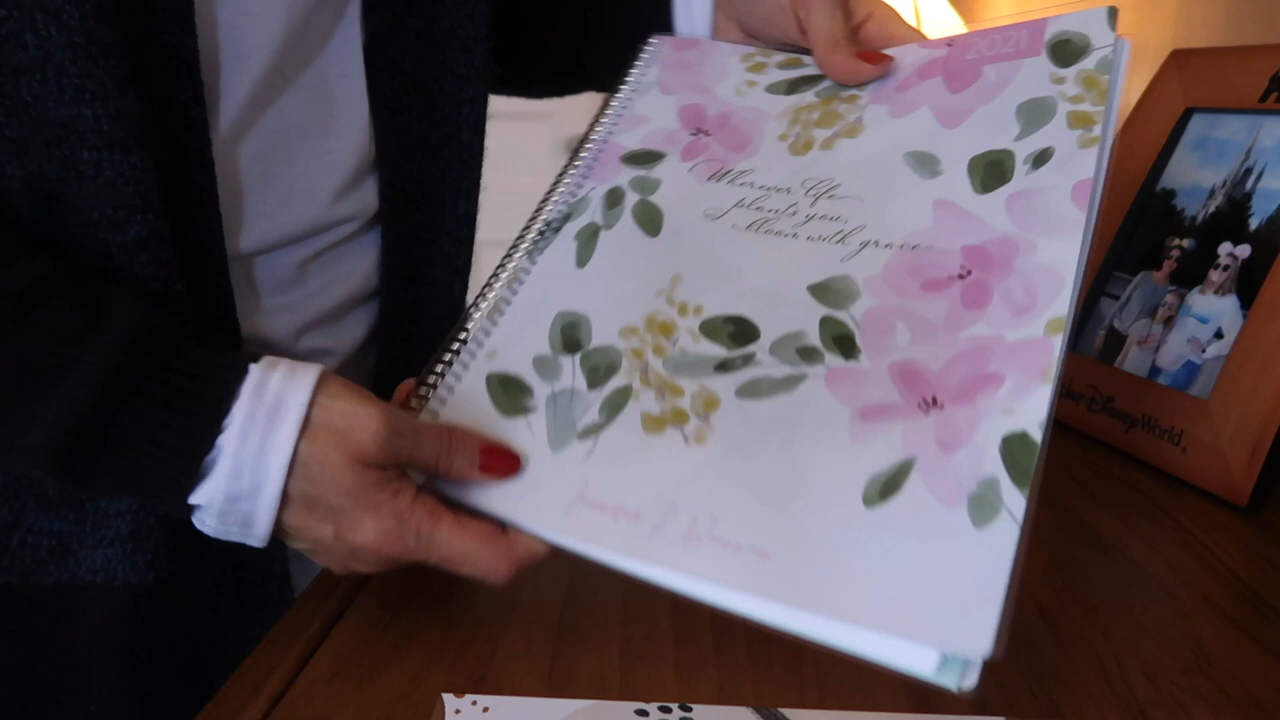 2021
Wherever life
plants you,
bloom with grace
Walt Disney World